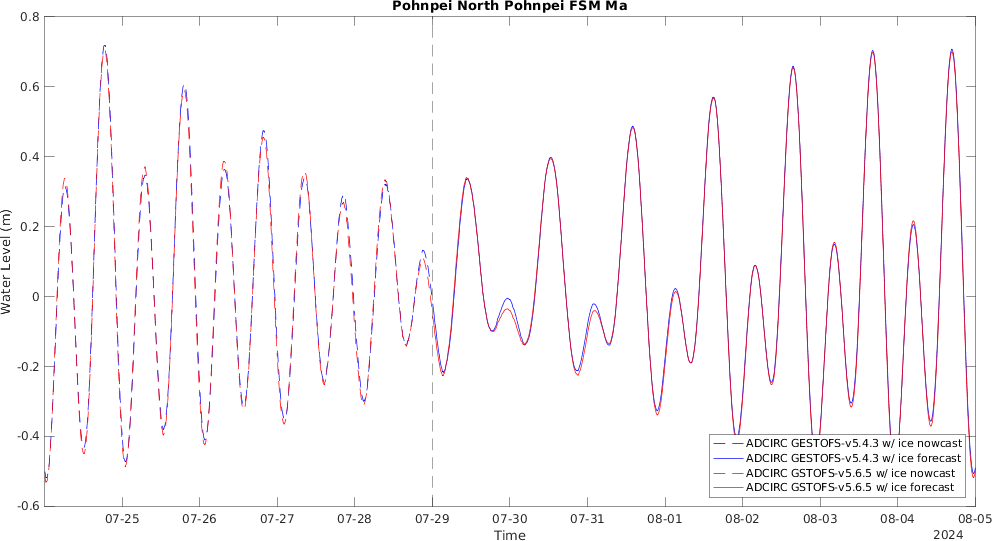 Pohnpei North Pohnpei FSM Ma
0.8
0.6
0.4
0.2
0
-0.2
-0.4
-0.6
Water Level (m)
ADCIRC GESTOFS-v5.4.3 w/ ice nowcast
ADCIRC GESTOFS-v5.4.3 w/ ice forecast
ADCIRC GSTOFS-v5.6.5 w/ ice nowcast
ADCIRC GSTOFS-v5.6.5 w/ ice forecast
07-25 07-26 07-27 07-28 07-29 07-30 07-31 08-01 08-02 08-03 08-04 08-05
Time
2024